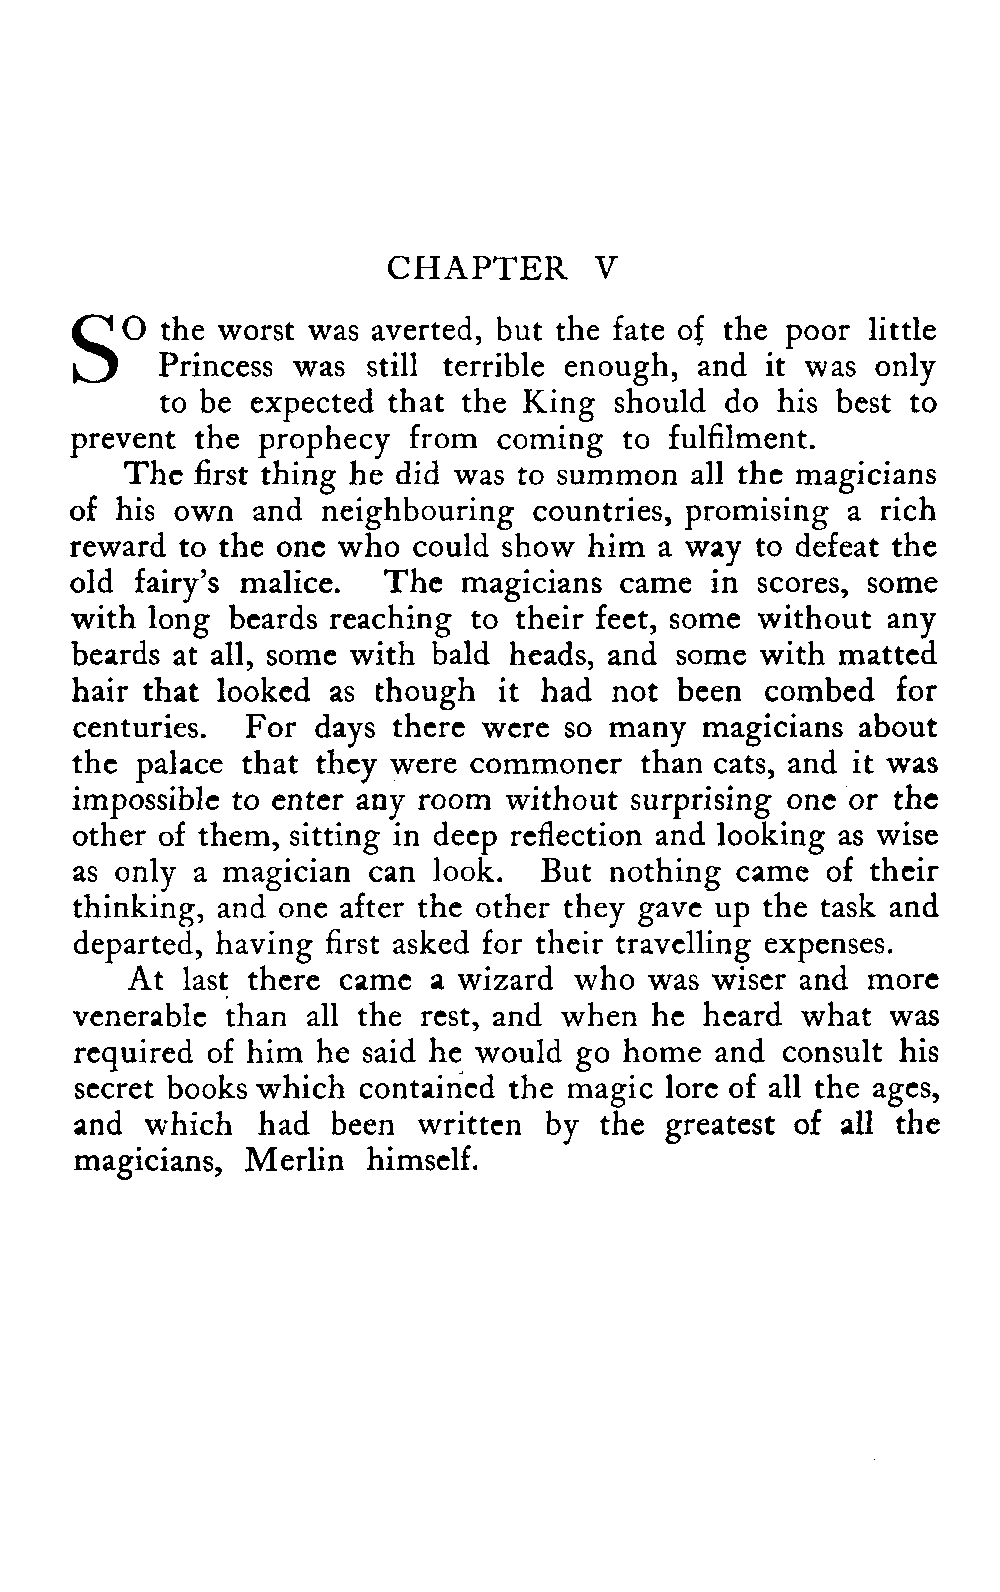 CHAPTER V
SO the worst was averted, but the fate of the poor little
Princess was still terrible enough, and it was only
to be expected that the King should do his best to
prevent the prophecy from coming to fulfilment.
The first thing he did was to summon all the magicians
of his own and neighbouring countries, promising a rich
reward to the one who could show him a way to defeat the
old fairy's malice. The magicians came in scores, some
with long beards reaching to their feet, some without any
beards at all, some with bald heads, and some with matted
hair that looked as though it had not been combed for
centuries. For days there were so many magicians about
the palace that they were commoner than cats, and it was
impossible to enter any room without surprising one or the
other of them, sitting in deep reflection and looking as wise
as only a magician can look. But nothing came of their
thinking, and one after the other they gave up the task and
departed, having first asked for their travelling expenses.
At last there came a wizard who was wiser and more
venerable than all the rest, and when he heard what was
required of him he said he would go home and consult his
secret books which contained the magic lore of all the ages,
and which had been written by the greatest of all the
magicians, Merlin himself.